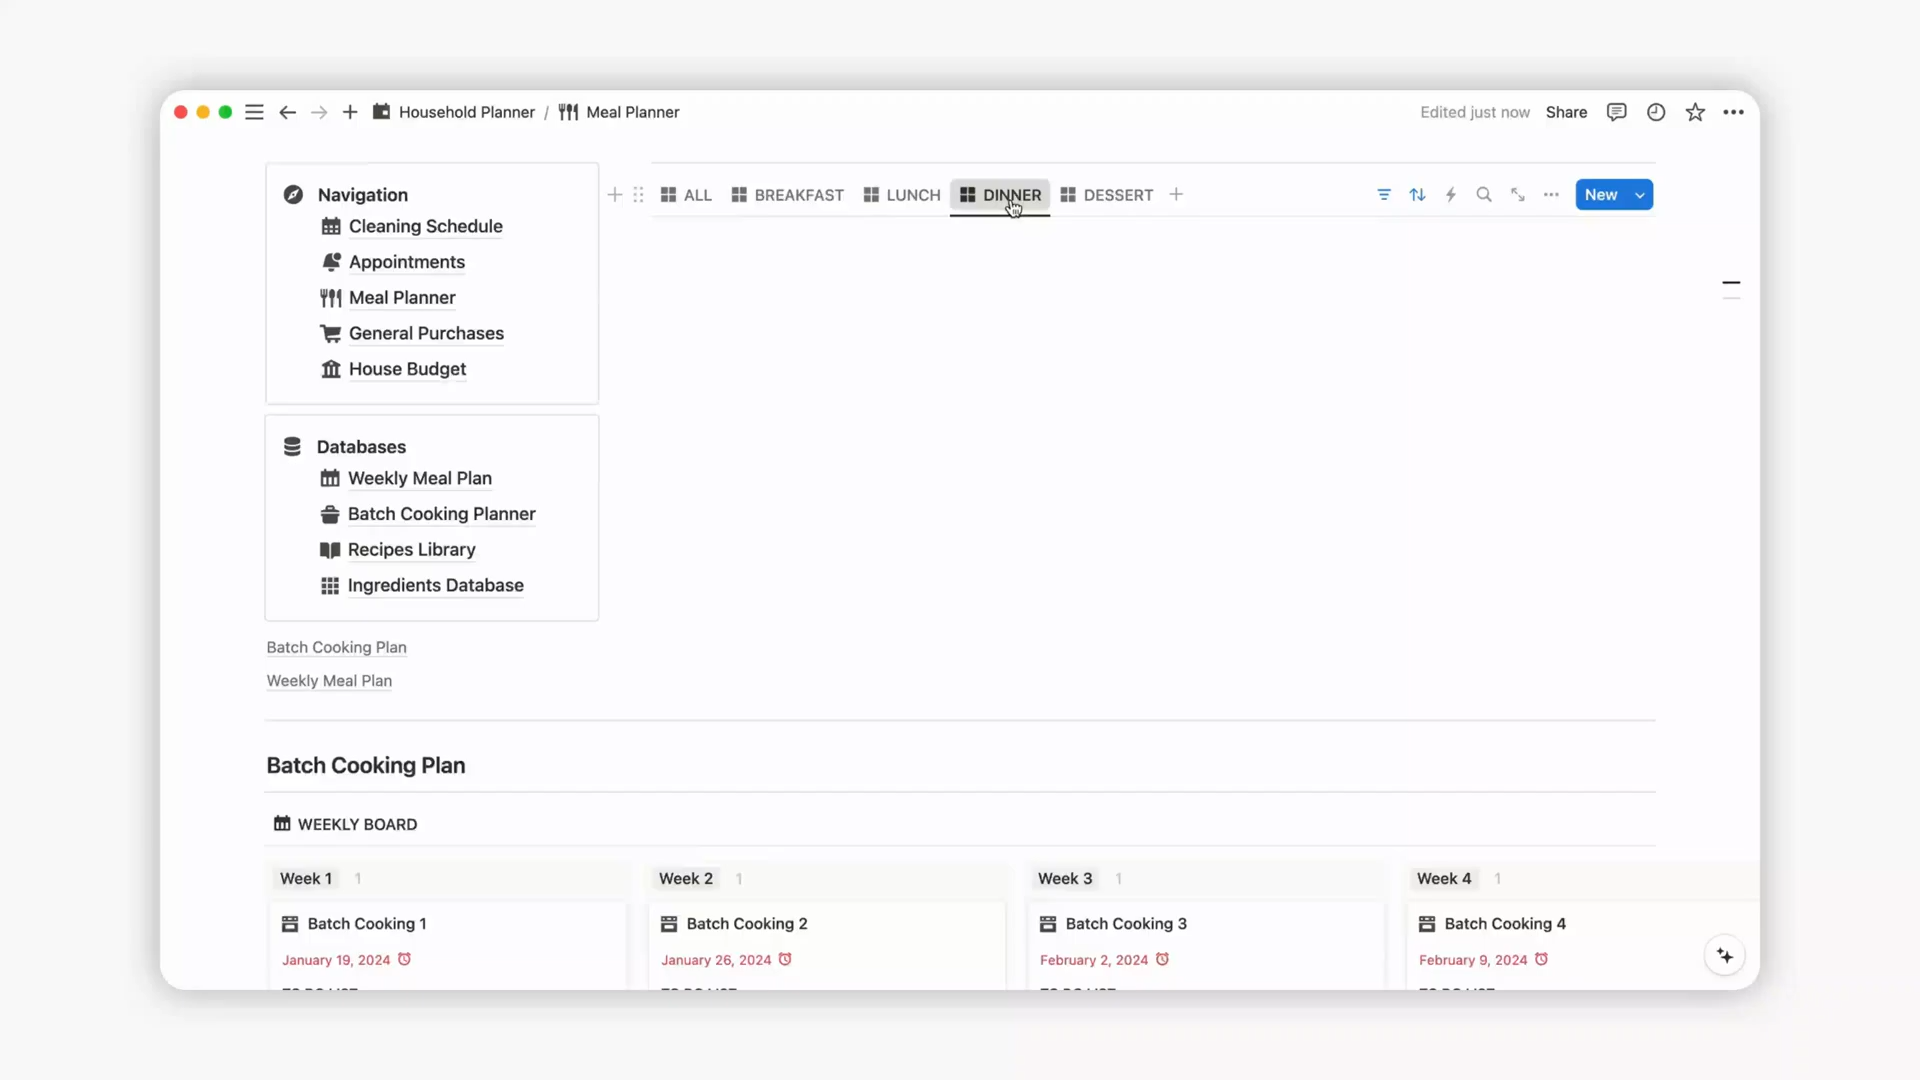 Household Planner / Meal Planner
Edited just now Share
Navigation
Cleaning Schedule
Appointments
Meal Planner
General Purchases
House Budget
ALL BREAKFAST LUNCH DINNER DESSERT
New
Databases
Weekly Meal Plan
Batch Cooking Planner
Recipes Library
Ingredients Database
Batch Cooking Plan
Weekly Meal Plan
Batch Cooking Plan
WEEKLY BOARD
Week 1 1 Week 2 1 Week 3 1 Week 4 1
Batch Cooking 1 Batch Cooking 2 Batch Cooking 3 Batch Cooking 4
January 19, 2024 January 26, 2024 February 2, 2024 February 9, 2024